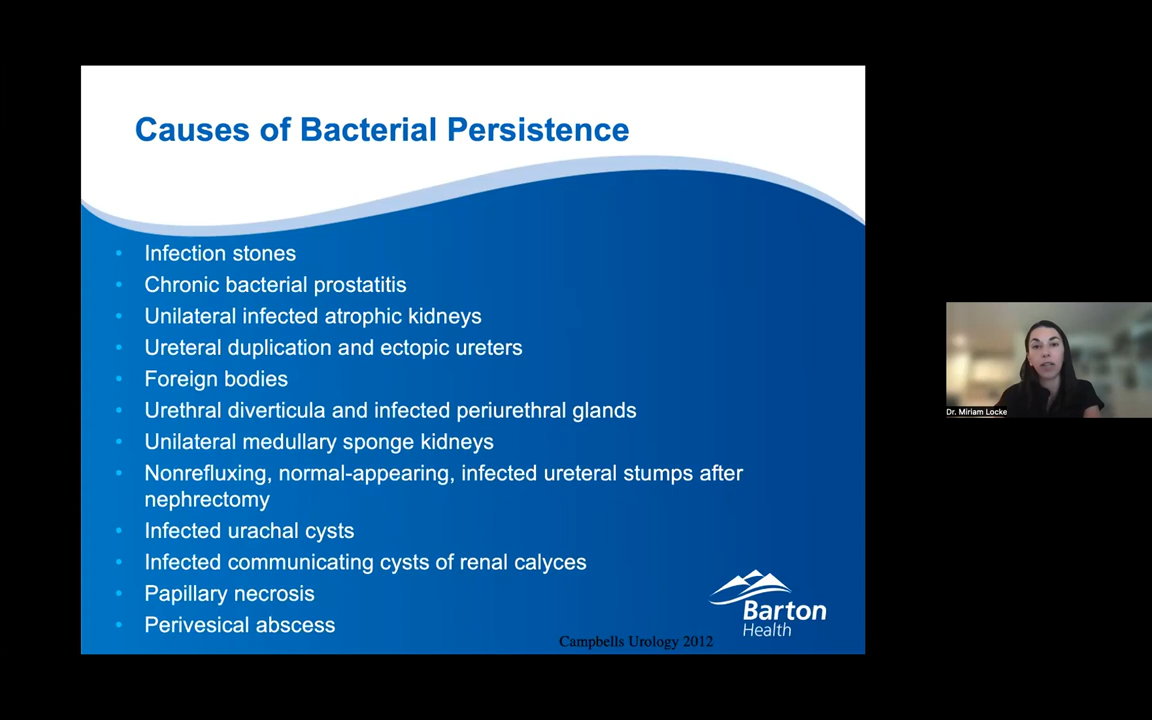 Causes of Bacterial Persistence
• Infection stones
• Chronic bacterial prostatitis
• Unilateral infected atrophic kidneys
• Ureteral duplication and ectopic ureters
• Foreign bodies
• Urethral diverticula and infected periurethral glands
• Unilateral medullary sponge kidneys
• Nonrefluxing, normal-appearing, infected ureteral stumps after
nephrectomy
• Infected urachal cysts
• Infected communicating cysts of renal calyces
• Papillary necrosis
• Perivesical abscess
Barton
Health
Campbells Urology 2012
Dr. Miriam Locke